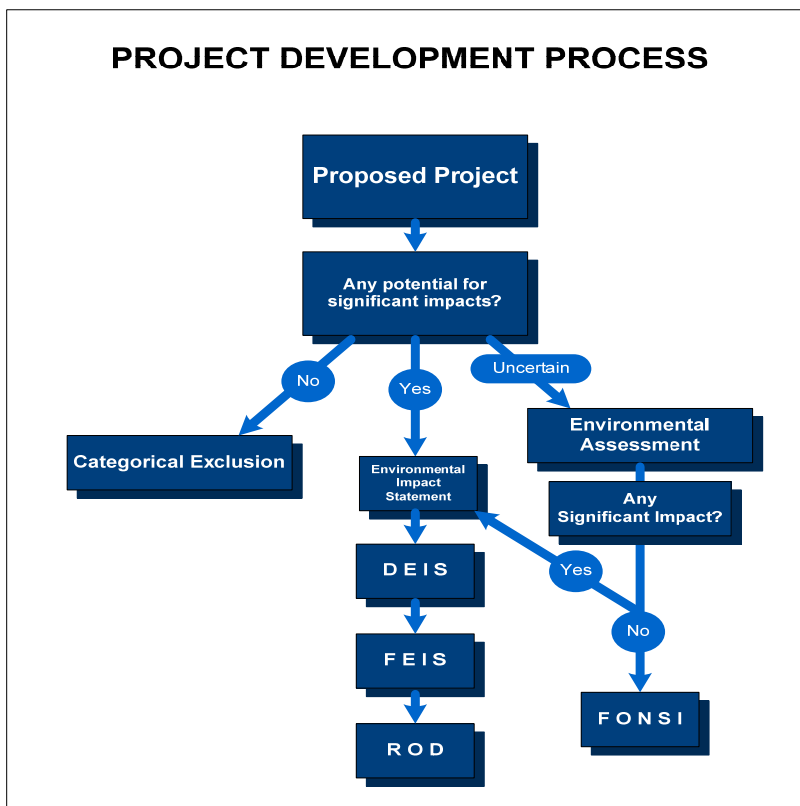 PROJECT DEVELOPMENT PROCESS
Proposed Project
Any potential for
significant impacts?
No
Yes
Uncertain
Categorical Exclusion
Environmental
Impact
Statement
Environmental
Assessment
Any
Significant Impact?
D E I S
Yes
No
F E I S
F O N S I
R O D